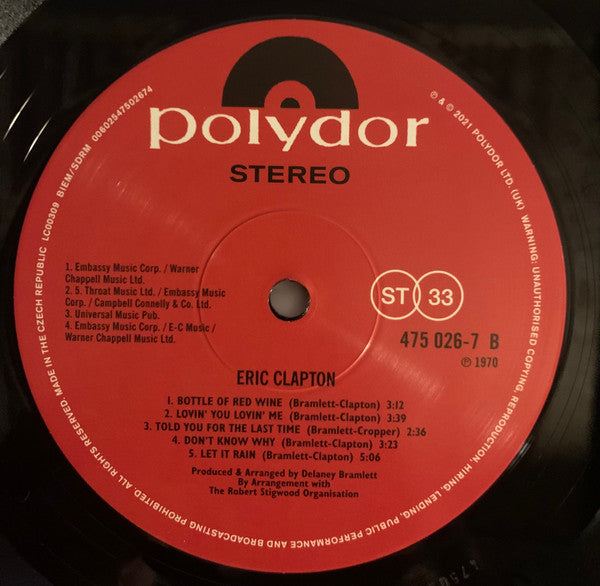 polydor
STEREO
1. Embassy Music Corp. / Warner
Chappell Music Ltd.
2. 5. Throat Music Ltd. / Embassy Music
Corp. / Campbell Connelly & Co. Ltd.
3. Universal Music Pub.
4. Embassy Music Corp. / E-C Music /
Warner Chappell Music Ltd.
ST 33
475 026-7 B
℗ 1970
ERIC CLAPTON
1. BOTTLE OF RED WINE (Bramlett-Clapton) 3:12
2. LOVIN' YOU LOVIN' ME (Bramlett-Clapton) 3:39
3. TOLD YOU FOR THE LAST TIME (Bramlett-Cropper) 2:36
4. DON'T KNOW WHY (Bramlett-Clapton) 3:23
5. LET IT RAIN (Bramlett-Clapton) 5:06
Produced & Arranged by Delaney Bramlett
By Arrangement with
The Robert Stigwood Organisation
℗ & © 2021 POLYDOR LTD. (UK) WARNING: UNAUTHORISED COPYING, REPRODUCTION, HIRING, LENDING, PUBLIC PERFORMANCE AND BROADCASTING PROHIBITED ALL RIGHTS RESERVED. MADE IN THE CZECH REPUBLIC LC00309 BIEM/SDRM 00602547502674